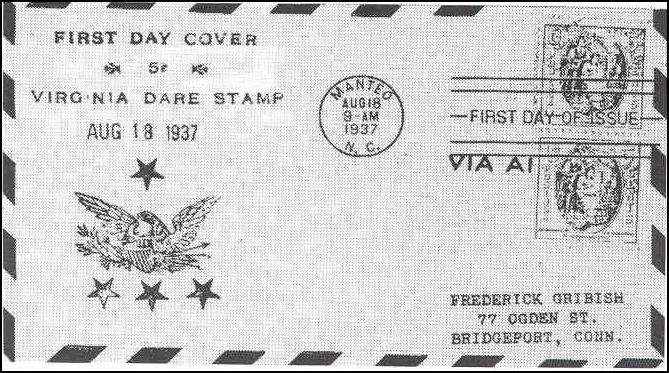 FIRST DAY COVER
5¢
VIRGINIA DARE STAMP
AUG 18 1937
MANTEO
AUG 18
9-AM
1937
N. C.
FIRST DAY OF ISSUE
VIA AI
FREDERICK GRIBISH
77 OGDEN ST.
BRIDGEPORT, CONN.